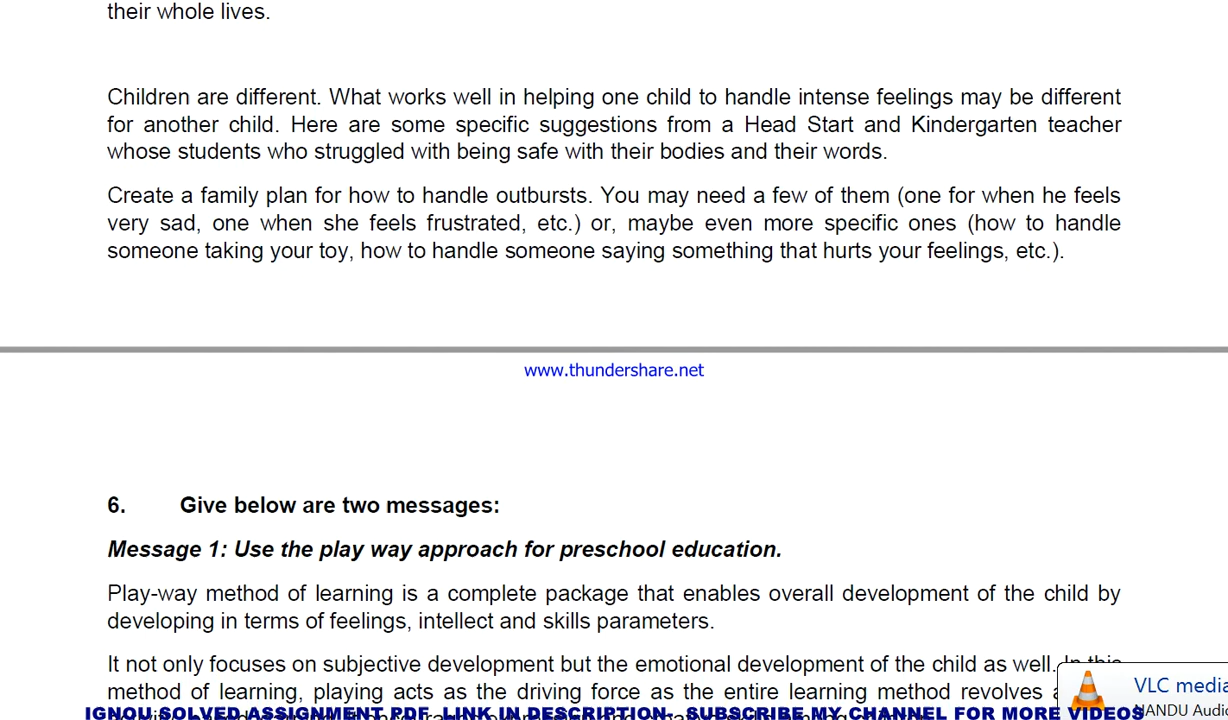 their whole lives.
Children are different. What works well in helping one child to handle intense feelings may be different
for another child. Here are some specific suggestions from a Head Start and Kindergarten teacher
whose students who struggled with being safe with their bodies and their words.
Create a family plan for how to handle outbursts. You may need a few of them (one for when he feels
very sad, one when she feels frustrated, etc.) or, maybe even more specific ones (how to handle
someone taking your toy, how to handle someone saying something that hurts your feelings, etc.).
www.thundershare.net
6. Give below are two messages:
Message 1: Use the play way approach for preschool education.
Play-way method of learning is a complete package that enables overall development of the child by
developing in terms of feelings, intellect and skills parameters.
It not only focuses on subjective development but the emotional development of the child as well. In this
method of learning, playing acts as the driving force as the entire learning method revolves
VLC media
NANDU Audi
IGNOU SOLVED ASSIGNMENT PDF LINK IN DESCRIPTION- SUBSCRIBE MY CHANNEL FOR MORE VIDEOS